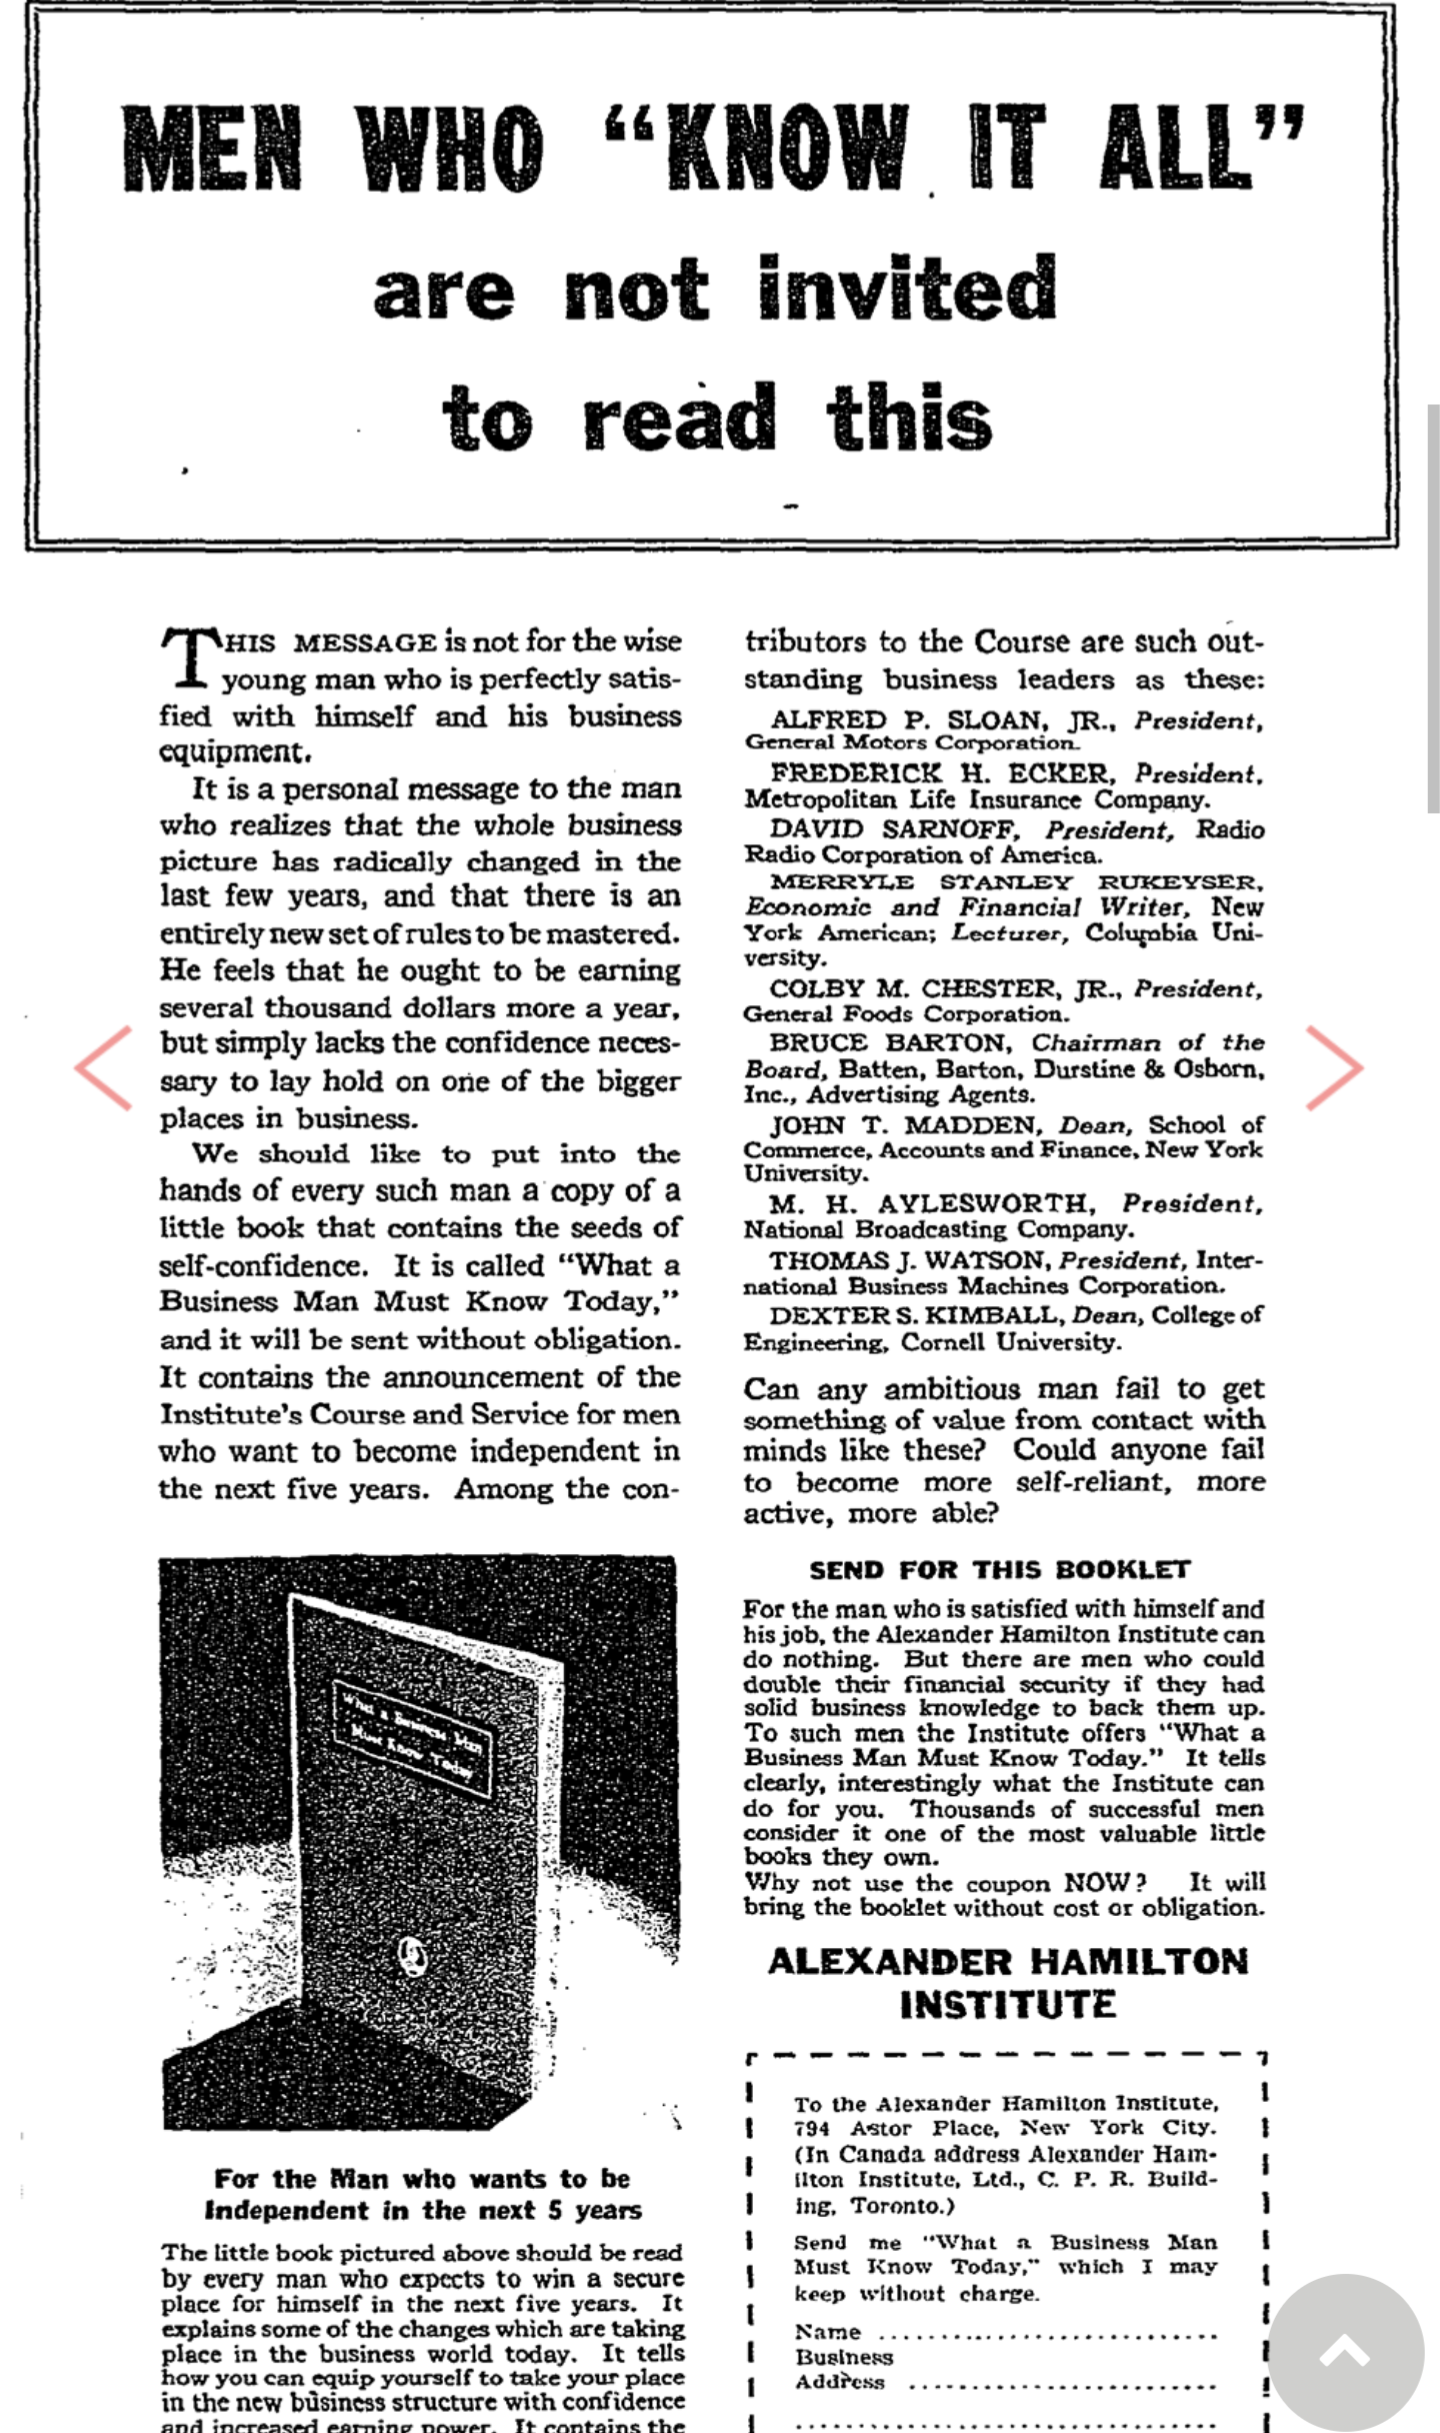 MEN WHO “KNOW IT ALL”
are not invited
to read this
THIS MESSAGE is not for the wise
young man who is perfectly satis-
fied with himself and his business
equipment.
It is a personal message to the man
who realizes that the whole business
picture has radically changed in the
last few years, and that there is an
entirely new set of rules to be mastered.
He feels that he ought to be earning
several thousand dollars more a year,
but simply lacks the confidence neces-
sary to lay hold on one of the bigger
places in business.
We should like to put into the
hands of every such man a copy of a
little book that contains the seeds of
self-confidence. It is called “What a
Business Man Must Know Today,”
and it will be sent without obligation.
It contains the announcement of the
Institute's Course and Service for men
who want to become independent in
the next five years. Among the con-
What a Business Man
Must Know Today
For the Man who wants to be
Independent in the next 5 years
The little book pictured above should be read
by every man who expects to win a secure
place for himself in the next five years. It
explains some of the changes which are taking
place in the business world today. It tells
how you can equip yourself to take your place
in the new business structure with confidence
and increased earning power. It contains the
tributors to the Course are such out-
standing business leaders as these:
ALFRED P. SLOAN, JR., President,
General Motors Corporation.
FREDERICK H. ECKER, President,
Metropolitan Life Insurance Company.
DAVID SARNOFF, President, Radio
Radio Corporation of America.
MERRYLE STANLEY RUKEYSER,
Economic and Financial Writer, New
York American; Lecturer, Columbia Uni-
versity.
COLBY M. CHESTER, JR., President,
General Foods Corporation.
BRUCE BARTON, Chairman of the
Board, Batten, Barton, Durstine & Osborn,
Inc., Advertising Agents.
JOHN T. MADDEN, Dean, School of
Commerce, Accounts and Finance, New York
University.
M. H. AYLESWORTH, President,
National Broadcasting Company.
THOMAS J. WATSON, President, Inter-
national Business Machines Corporation.
DEXTER S. KIMBALL, Dean, College of
Engineering, Cornell University.
Can any ambitious man fail to get
something of value from contact with
minds like these? Could anyone fail
to become more self-reliant, more
active, more able?
SEND FOR THIS BOOKLET
For the man who is satisfied with himself and
his job, the Alexander Hamilton Institute can
do nothing. But there are men who could
double their financial security if they had
solid business knowledge to back them up.
To such men the Institute offers “What a
Business Man Must Know Today.” It tells
clearly, interestingly what the Institute can
do for you. Thousands of successful men
consider it one of the most valuable little
books they own.
Why not use the coupon NOW? It will
bring the booklet without cost or obligation.
ALEXANDER HAMILTON
INSTITUTE
To the Alexander Hamilton Institute,
794 Astor Place, New York City.
(In Canada address Alexander Ham-
ilton Institute, Ltd., C. P. R. Build-
ing, Toronto.)
Send me “What a Business Man
Must Know Today,” which I may
keep without charge.
Name ............................
Business
Address ..........................
...................................